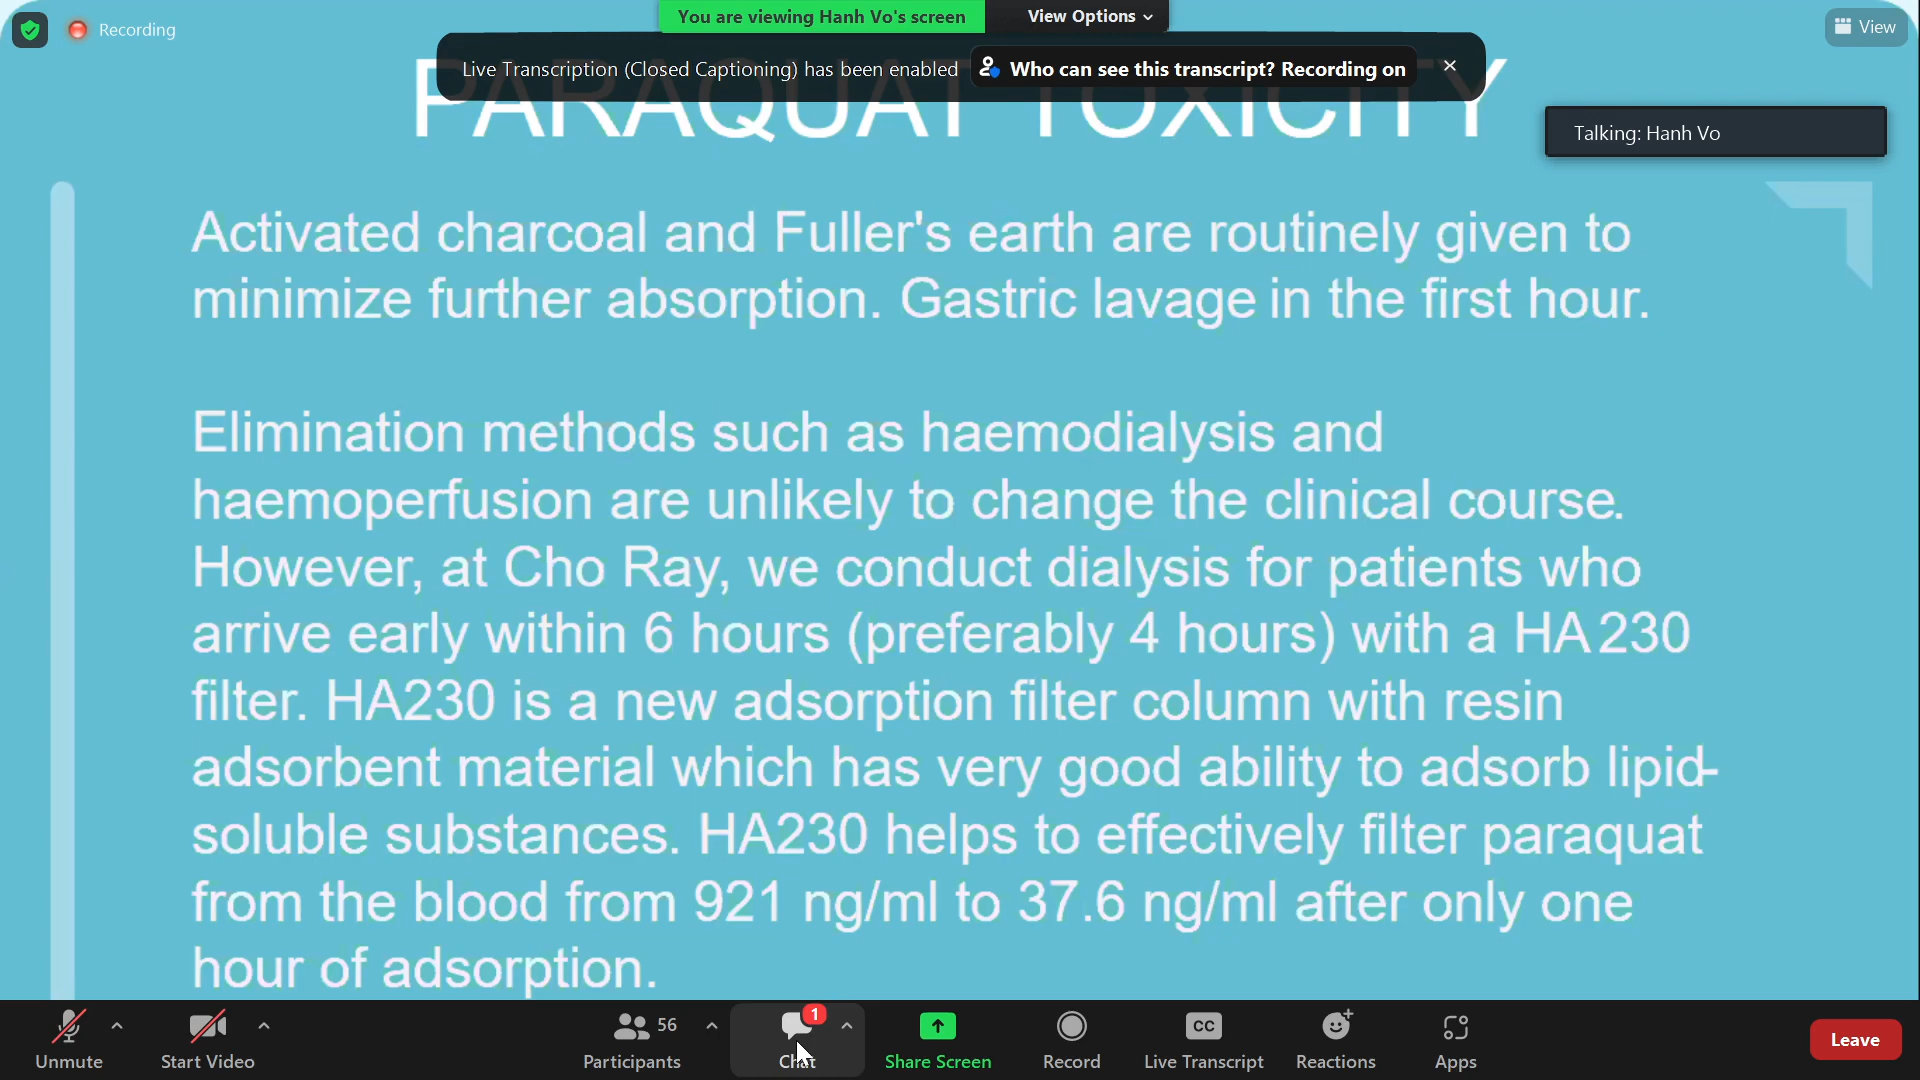 Recording
You are viewing Hanh Vo's screen
View Options
View
Live Transcription (Closed Captioning) has been enabled
Who can see this transcript? Recording on
PARAQUAT TOXICITY
Talking: Hanh Vo
Activated charcoal and Fuller's earth are routinely given to
minimize further absorption. Gastric lavage in the first hour.
Elimination methods such as haemodialysis and
haemoperfusion are unlikely to change the clinical course.
However, at Cho Ray, we conduct dialysis for patients who
arrive early within 6 hours (preferably 4 hours) with a HA 230
filter. HA230 is a new adsorption filter column with resin
adsorbent material which has very good ability to adsorb lipid-
soluble substances. HA230 helps to effectively filter paraquat
from the blood from 921 ng/ml to 37.6 ng/ml after only one
hour of adsorption.
Unmute
Start Video
56
Participants
1
Chat
Share Screen
Record
CC
Live Transcript
Reactions
Apps
Leave